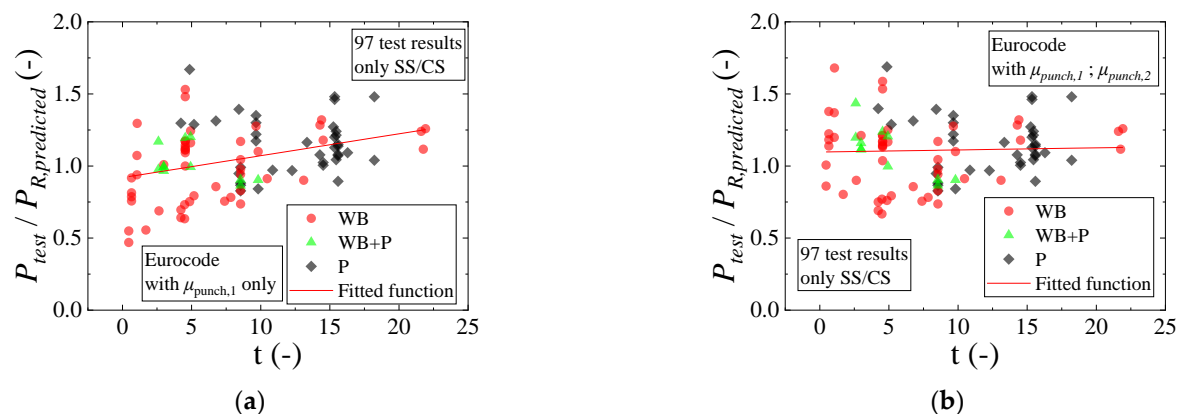 2.0
1.5
1.0
0.5
0.0
P_test / P_R,predicted (-)
97 test results
only SS/CS
Eurocode
with μ_punch,1 only
WB
WB+P
P
Fitted function
0 5 10 15 20 25
t (-)
(a)
2.0
1.5
1.0
0.5
0.0
P_test / P_R,predicted (-)
Eurocode
with μ_punch,1 ; μ_punch,2
97 test results
only SS/CS
WB
WB+P
P
Fitted function
0 5 10 15 20 25
t (-)
(b)